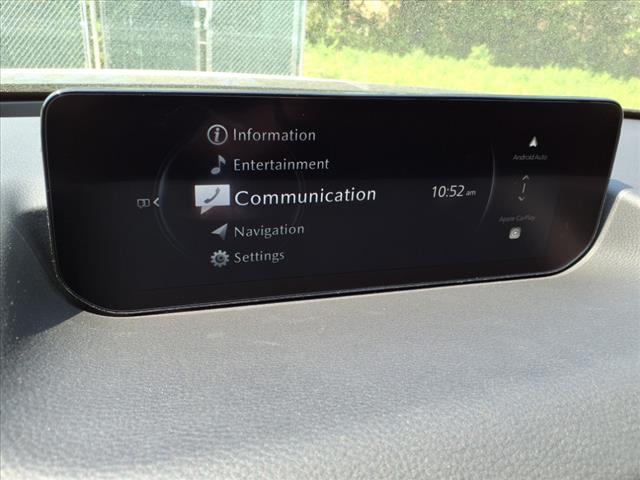 Information
Entertainment
Communication
10:52 am
Navigation
Settings
Android Auto
Apple CarPlay